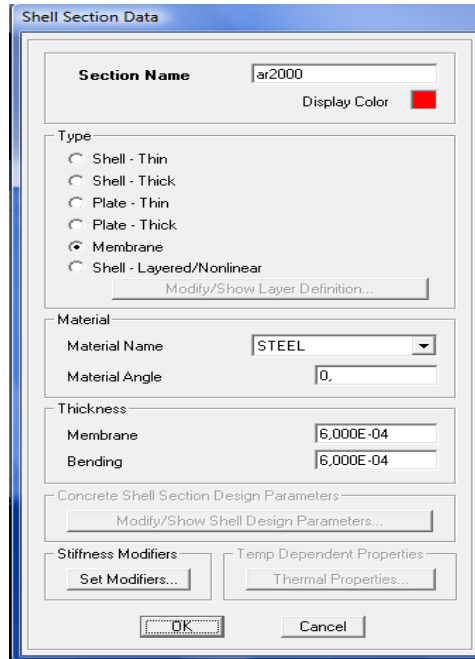 Shell Section Data
Section Name ar2000
Display Color
Type
Shell - Thin
Shell - Thick
Plate - Thin
Plate - Thick
Membrane
Shell - Layered/Nonlinear
Modify/Show Layer Definition...
Material
Material Name STEEL
Material Angle 0,
Thickness
Membrane 6,000E-04
Bending 6,000E-04
Concrete Shell Section Design Parameters
Modify/Show Shell Design Parameters...
Stiffness Modifiers Temp Dependent Properties
Set Modifiers... Thermal Properties...
OK Cancel